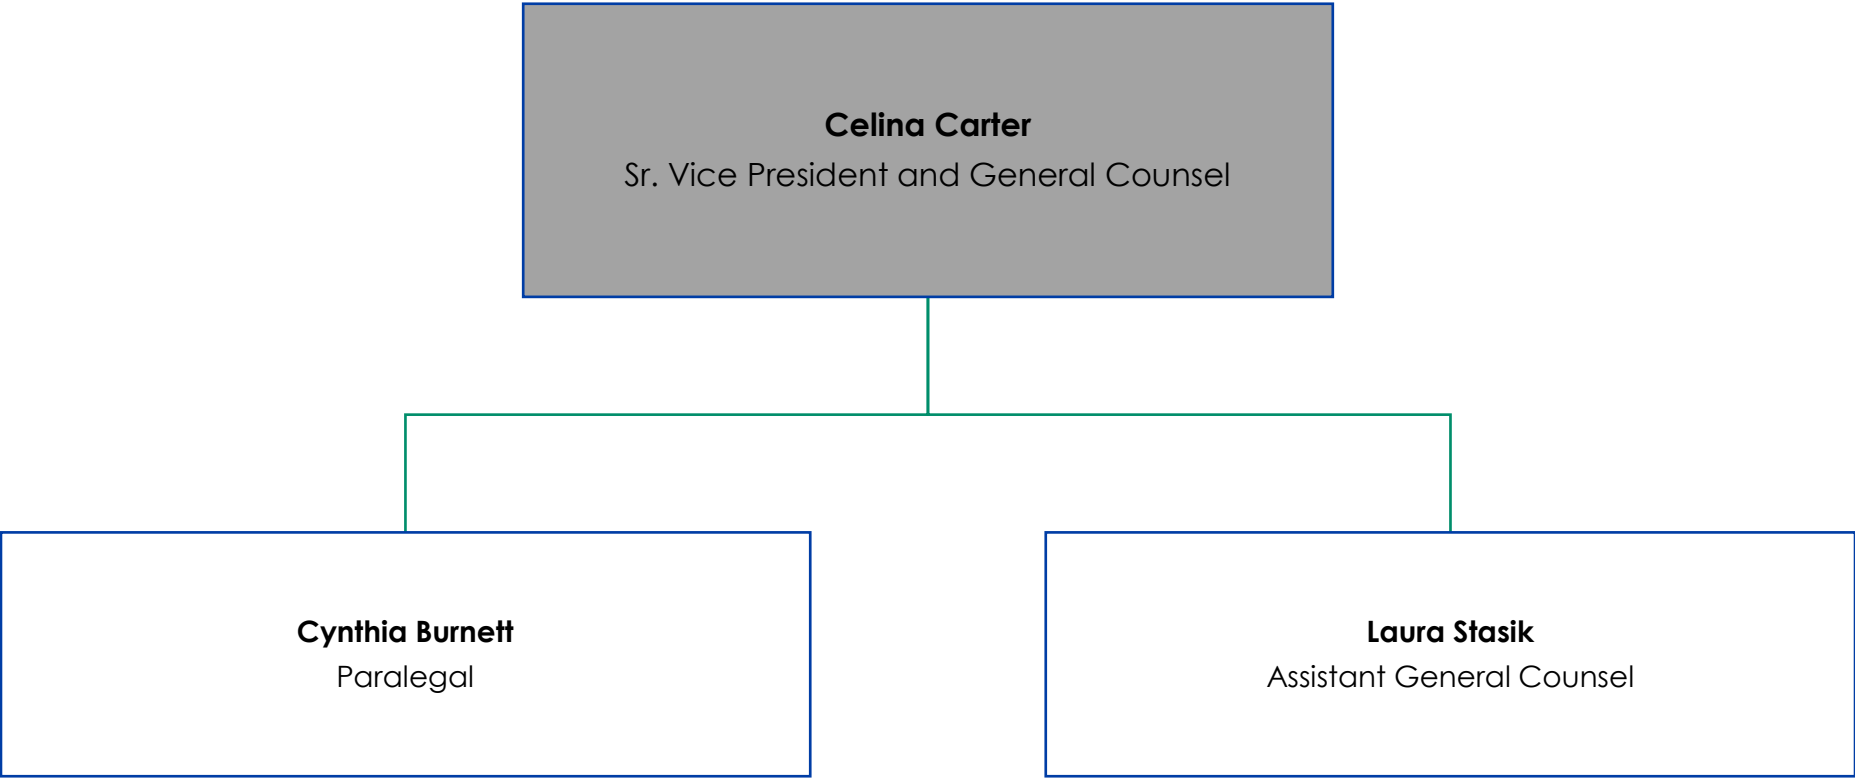 Celina Carter
Sr. Vice President and General Counsel
Cynthia Burnett
Paralegal
Laura Stasik
Assistant General Counsel